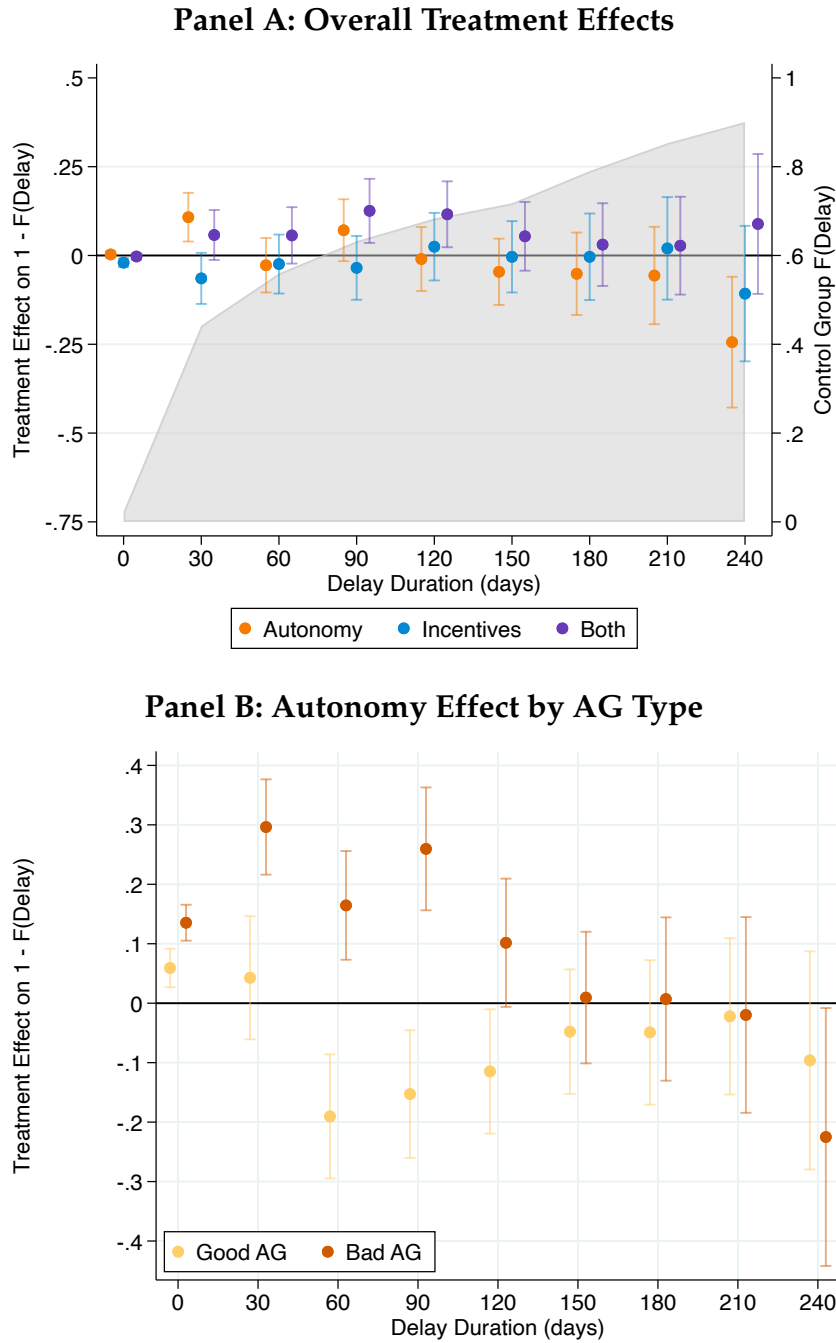 Panel A: Overall Treatment Effects
Treatment Effect on 1 - F(Delay)
.5
.25
0
-.25
-.5
-.75
1
.8
.6
.4
.2
0
Control Group F(Delay)
0 30 60 90 120 150 180 210 240
Delay Duration (days)
Autonomy Incentives Both
Panel B: Autonomy Effect by AG Type
Treatment Effect on 1 - F(Delay)
.4
.3
.2
.1
0
-.1
-.2
-.3
-.4
Good AG Bad AG
0 30 60 90 120 150 180 210 240
Delay Duration (days)